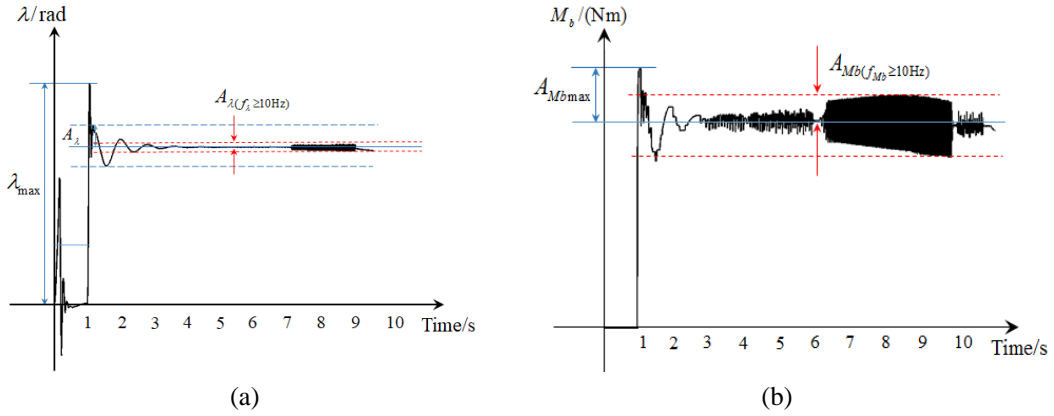 λ/ rad
A_λ(f_λ≥10Hz)
A_λ
λ_max
1 2 3 4 5 6 7 8 9 10 Time/s
(a)
M_b/(Nm)
A_Mb(f_Mb≥10Hz)
A_Mbmax
1 2 3 4 5 6 7 8 9 10 Time/s
(b)